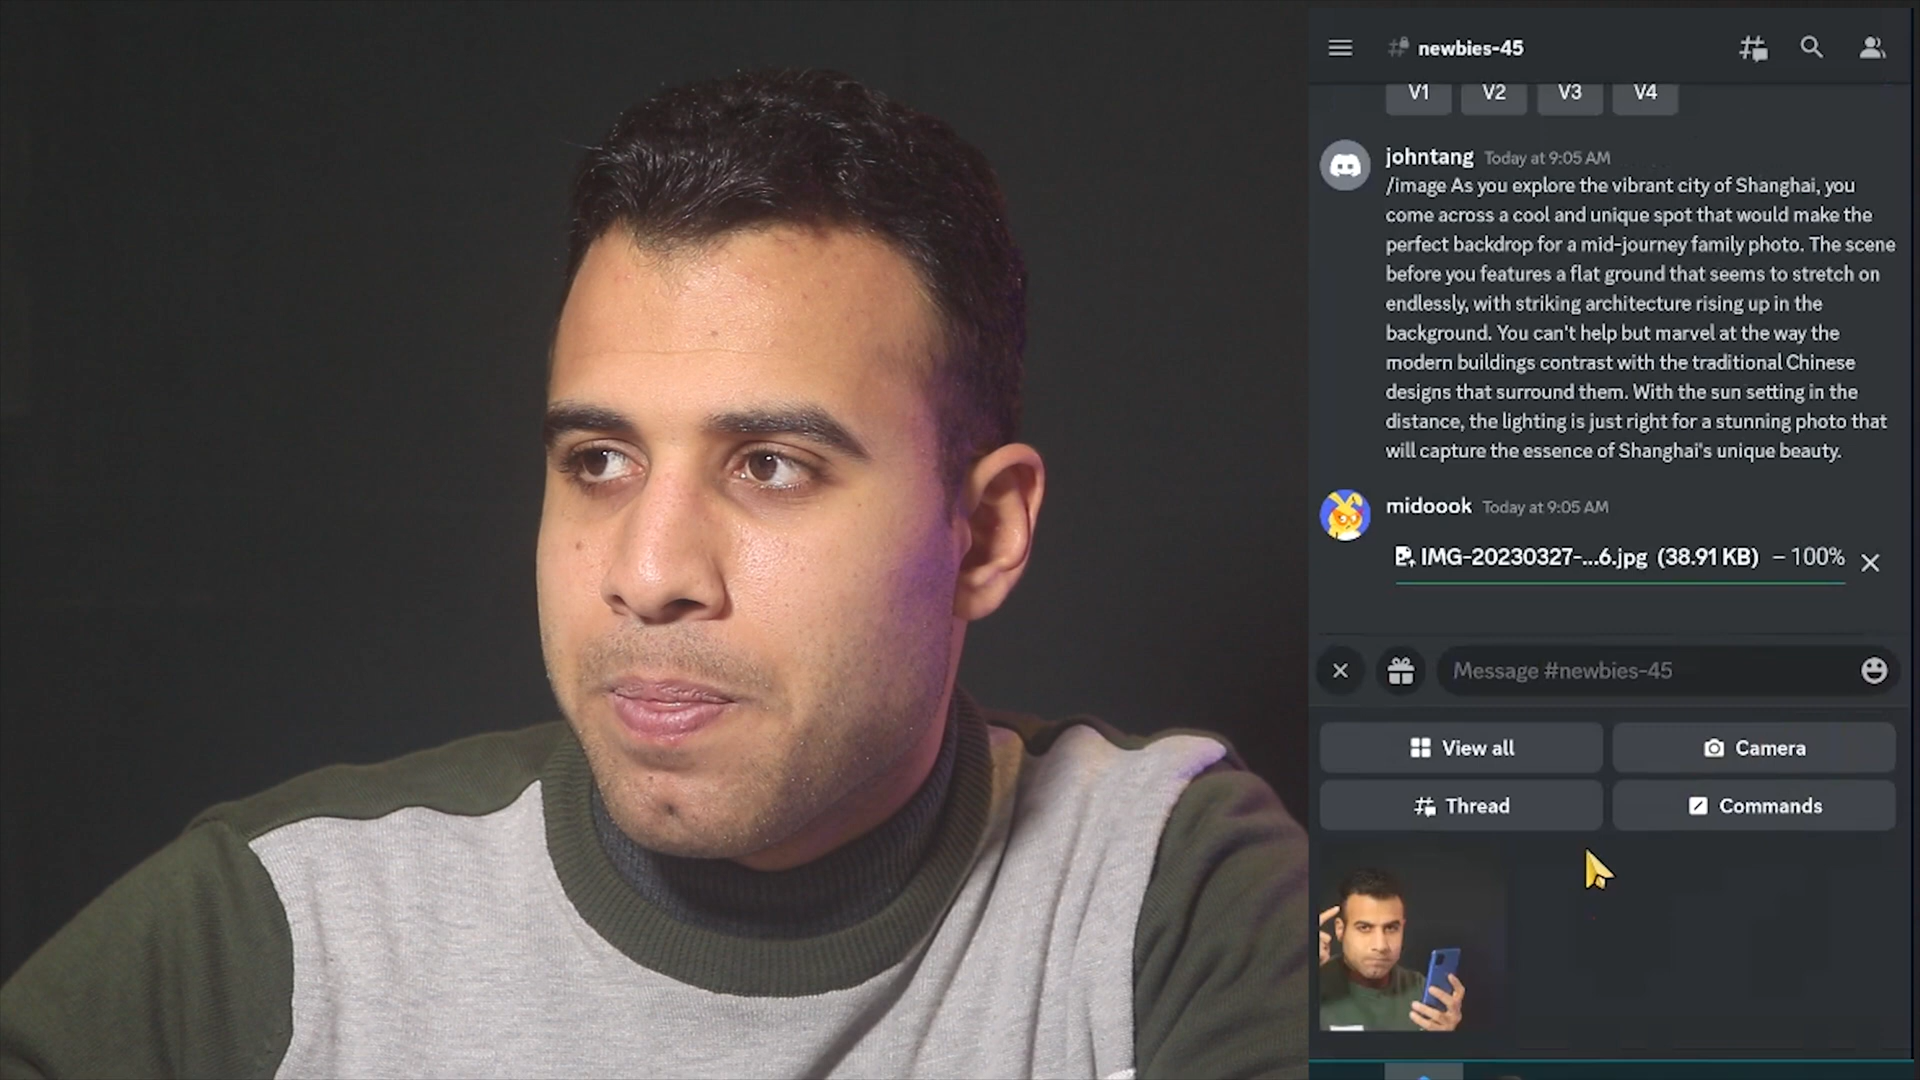 newbies-45
V1 V2 V3 V4
johntang Today at 9:05 AM
/image As you explore the vibrant city of Shanghai, you
come across a cool and unique spot that would make the
perfect backdrop for a mid-journey family photo. The scene
before you features a flat ground that seems to stretch on
endlessly, with striking architecture rising up in the
background. You can't help but marvel at the way the
modern buildings contrast with the traditional Chinese
designs that surround them. With the sun setting in the
distance, the lighting is just right for a stunning photo that
will capture the essence of Shanghai's unique beauty.
midoook Today at 9:05 AM
IMG-20230327-...6.jpg (38.91 KB) – 100%
Message #newbies-45
View all
Camera
Thread
Commands